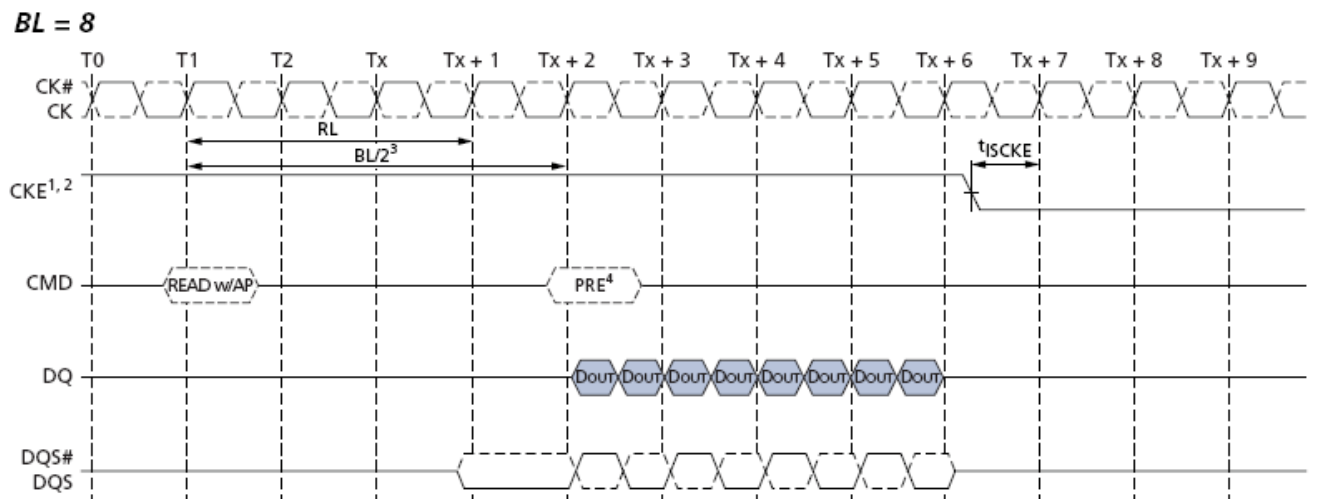 BL = 8
T0 T1 T2 Tx Tx + 1 Tx + 2 Tx + 3 Tx + 4 Tx + 5 Tx + 6 Tx + 7 Tx + 8 Tx + 9
CK#
CK
RL
BL/2³
tISCKE
CKE1, 2
CMD READ w/AP PRE⁴
DQ DOUT DOUT DOUT DOUT DOUT DOUT DOUT DOUT
DQS#
DQS